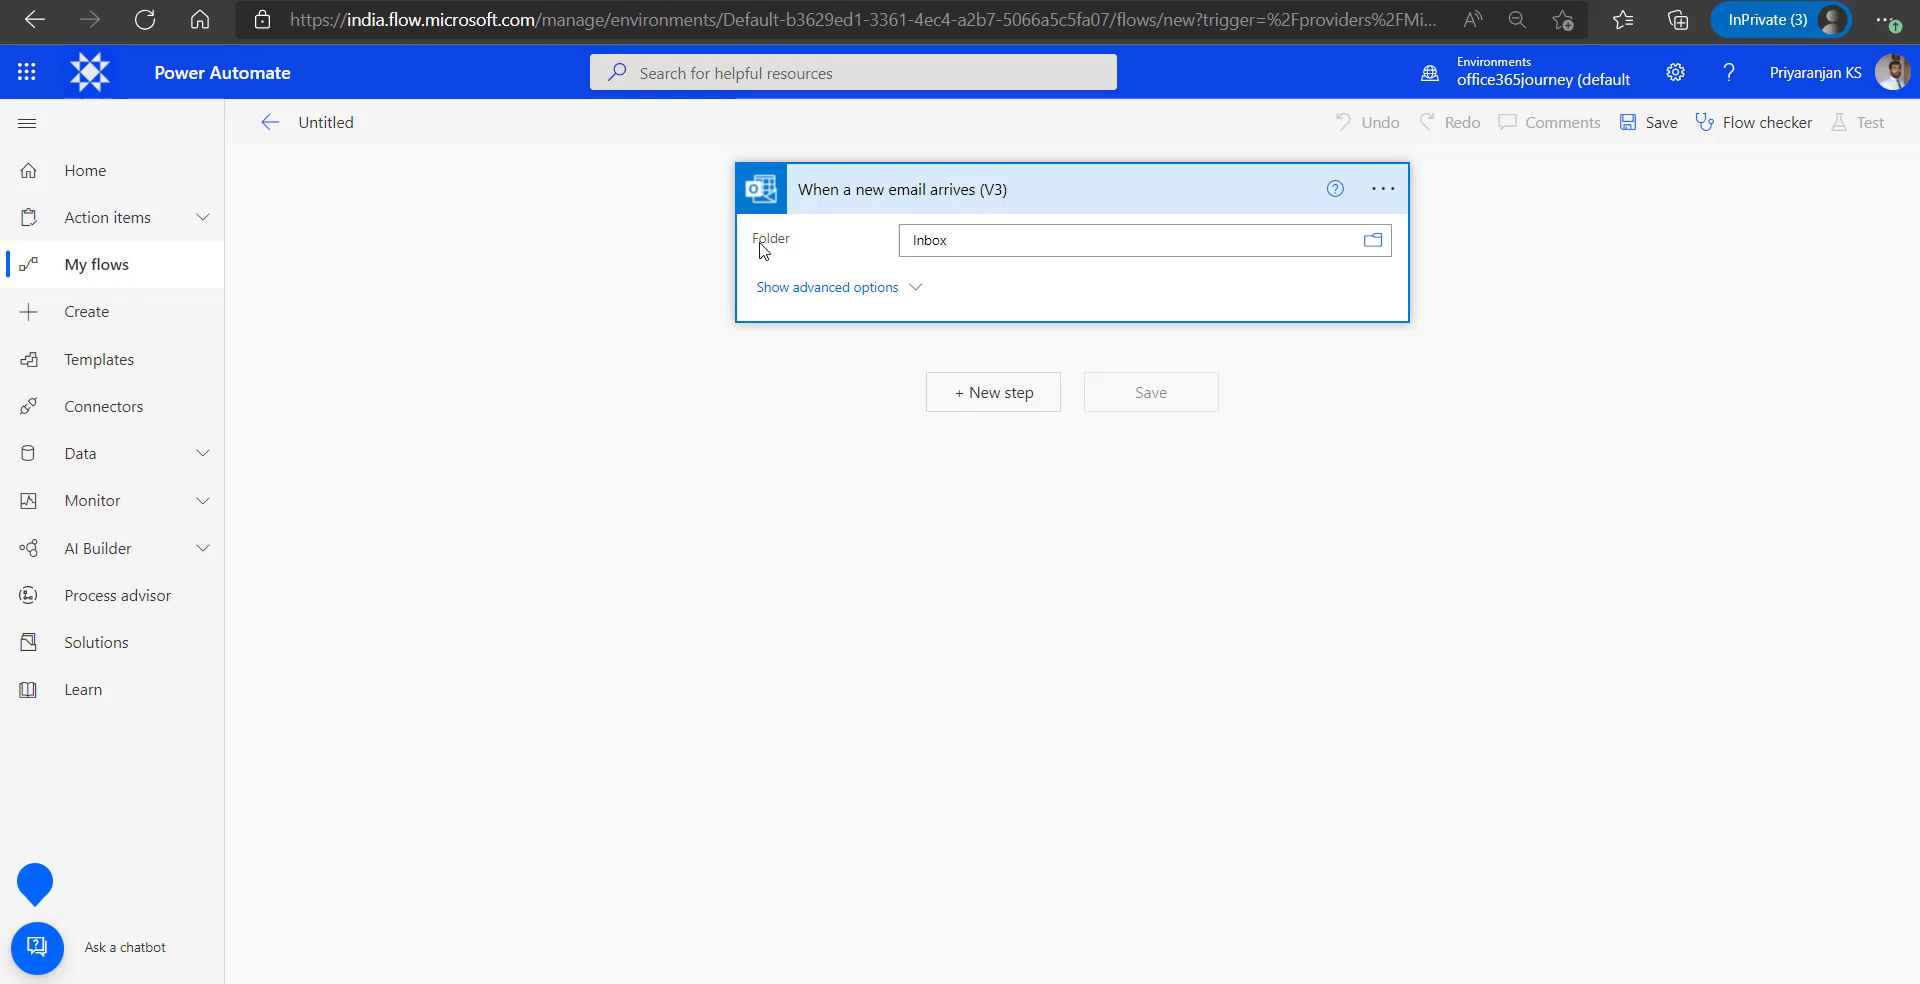 https://india.flow.microsoft.com/manage/environments/Default-b3629ed1-3361-4ec4-a2b7-5066a5c5fa07/flows/new?trigger=%2Fproviders%2FMi...
InPrivate (3)
Power Automate
Search for helpful resources
Environments
office365journey (default
Priyaranjan KS
Untitled
Undo
Redo
Comments
Save
Flow checker
Test
Home
Action items
My flows
Create
Templates
Connectors
Data
Monitor
AI Builder
Process advisor
Solutions
Learn
Ask a chatbot
When a new email arrives (V3)
Folder
Inbox
Show advanced options
+ New step
Save